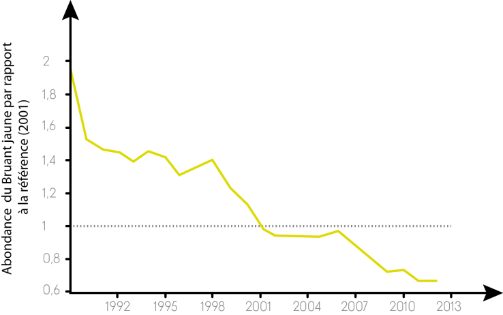 Abondance du Bruant jaune par rapport
à la référence (2001)
2
1,8
1,6
1,4
1,2
1
0,8
0,6
1992 1995 1998 2001 2004 2007 2010 2013